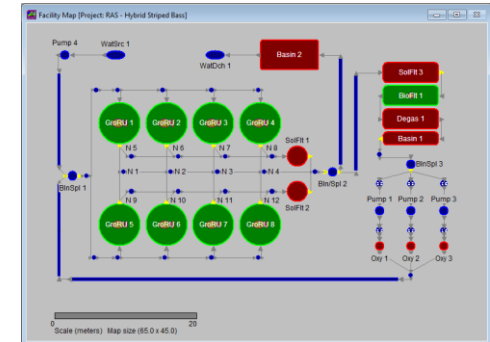 Facility Map [Project: RAS - Hybrid Striped Bass]
Pump 4
WatSrc 1
WatDch 1
Basin 2
SolFlt 3
BioFlt 1
Degas 1
Basin 1
GroRU 1
GroRU 2
GroRU 3
GroRU 4
SolFlt 1
N 5
N 6
N 7
N 8
BlnSpl 1
N 1
N 2
N 3
N 4
BlnSpl 2
BlnSpl 3
N 9
N 10
N 11
N 12
SolFlt 2
GroRU 5
GroRU 6
GroRU 7
GroRU 8
Pump 1
Pump 2
Pump 3
Oxy 1
Oxy 2
Oxy 3
0
20
Scale (meters) Map size (65.0 x 45.0)